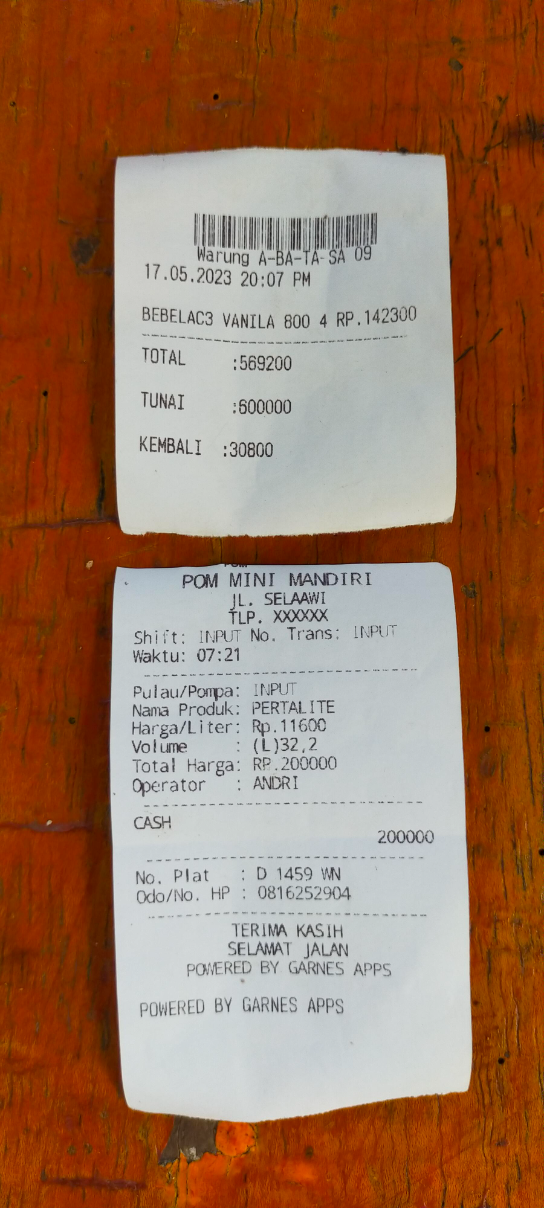 Warung A-BA-TA-SA 09
17.05.2023 20:07 PM
BEBELAC3 VANILA 800 4 RP.142300
TOTAL :569200
TUNAI :600000
KEMBALI :30800
POM MINI MANDIRI
JL. SELAAWI
TLP. XXXXXX
Shift: INPUT No. Trans: INPUT
Waktu: 07:21
Pulau/Pompa: INPUT
Nama Produk: PERTALITE
Harga/Liter: Rp.11600
Volume : (L)32,2
Total Harga: RP.200000
Operator : ANDRI
CASH
200000
No. Plat : D 1459 WN
Odo/No. HP : 0816252904
TERIMA KASIH
SELAMAT JALAN
POWERED BY GARNES APPS
POWERED BY GARNES APPS